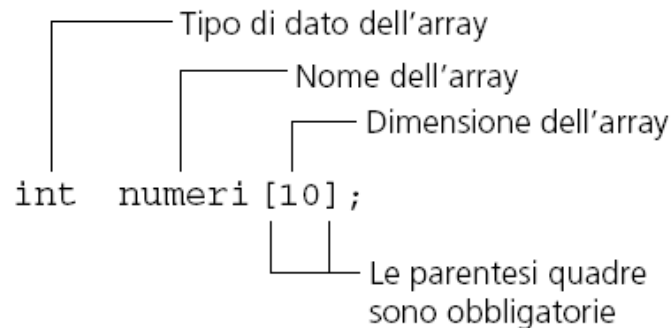 Tipo di dato dell'array
Nome dell'array
Dimensione dell'array
int numeri [10];
Le parentesi quadre
sono obbligatorie